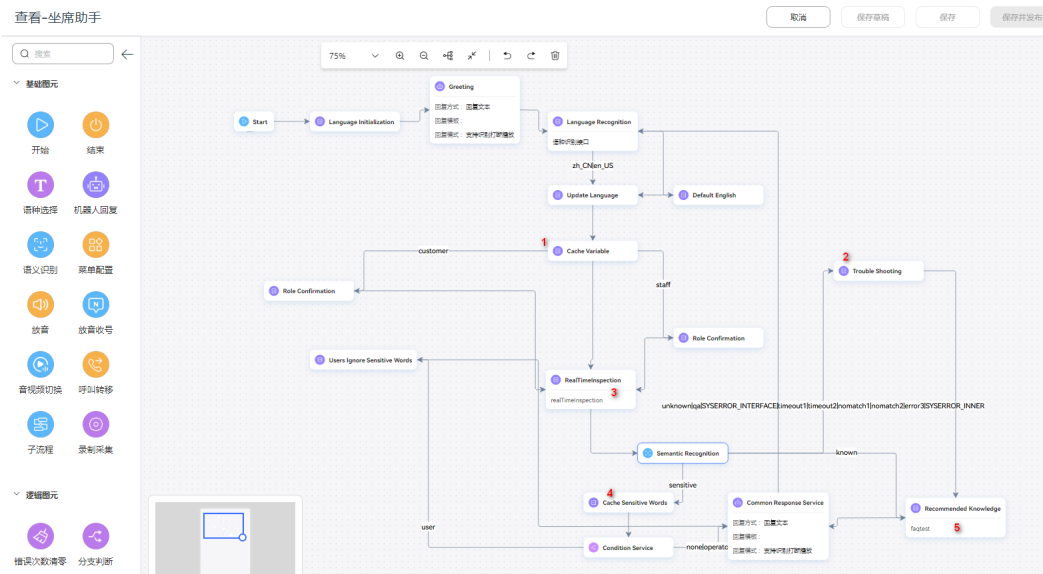 查看-坐席助手
取消
保存草稿
保存
保存并发布
搜索
75%
基础图元
开始
结束
语种选择
机器人回复
语义识别
菜单配置
放音
放音收号
音视频切换
呼叫转移
子流程
录制采集
逻辑图元
错误次数清零
分支判断
Start
Language Initialization
Greeting
回复方式： 回复文本
回复模板：
回复模式： 支持识别打断播放
Language Recognition
语种识别接口
zh_CN|en_US
Update Language
Default English
1
Cache Variable
customer
staff
2
Trouble Shooting
Role Confirmation
Role Confirmation
Users Ignore Sensitive Words
RealTimeInspection
3
realTimeInspection
unknown|qa|SYSERROR_INTERFACE|timeout1|timeout2|nomatch1|nomatch2|error3|SYSERROR_INNER
Semantic Recognition
known
sensitive
4
Cache Sensitive Words
Common Response Service
回复方式： 回复文本
回复模板：
回复模式： 支持识别打断播放
Recommended Knowledge
faqtest
5
user
Condition Service
none|operato